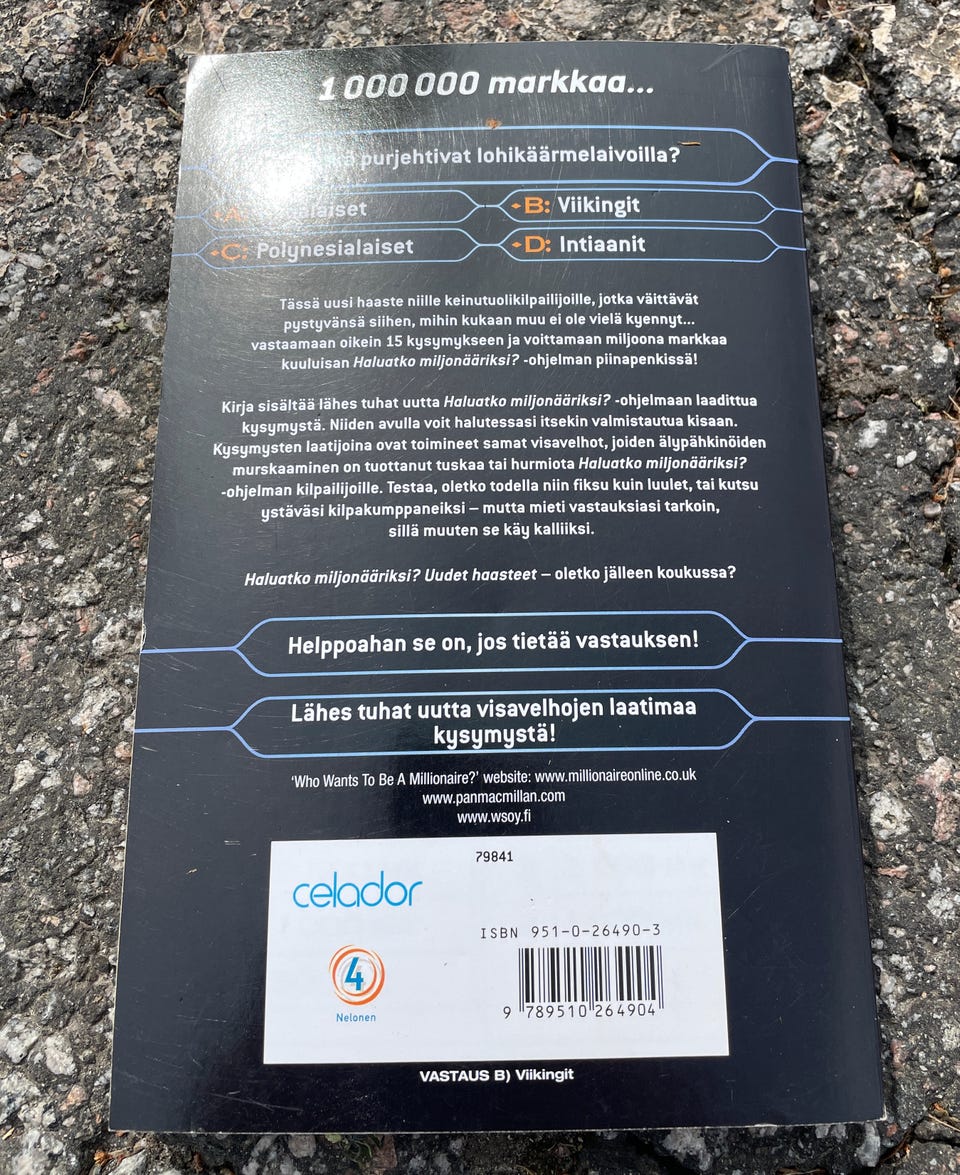 1 000 000 markkaa...
purjehtivat lohikäärmelaivoilla?
A:
B: Viikingit
C: Polynesialaiset
D: Intiaanit
Tässä uusi haaste niille keinutuolikilpailijoille, jotka väittävät
pystyvänsä siihen, mihin kukaan muu ei ole vielä kyennyt...
vastaamaan oikein 15 kysymykseen ja voittamaan miljoona markkaa
kuuluisan Haluatko miljonääriksi? -ohjelman piinapenkissä!
Kirja sisältää lähes tuhat uutta Haluatko miljonääriksi? -ohjelmaan laadittua
kysymystä. Niiden avulla voit halutessasi itsekin valmistautua kisaan.
Kysymysten laatijoina ovat toimineet samat visavelhot, joiden älypähkinöiden
murskaaminen on tuottanut tuskaa tai hurmiota Haluatko miljonääriksi?
-ohjelman kilpailijoille. Testaa, oletko todella niin fiksu kuin luulet, tai kutsu
ystäväsi kilpakumppaneiksi – mutta mieti vastauksiasi tarkoin,
sillä muuten se käy kalliiksi.
Haluatko miljonääriksi? Uudet haasteet – oletko jälleen koukussa?
Helppoahan se on, jos tietää vastauksen!
Lähes tuhat uutta visavelhojen laatimaa
kysymystä!
'Who Wants To Be A Millionaire?' website: www.millionaireonline.co.uk
www.panmacmillan.com
www.wsoy.fi
79841
celador
ISBN 951-0-26490-3
4
Nelonen
9 789510 264904
VASTAUS B) Viikingit